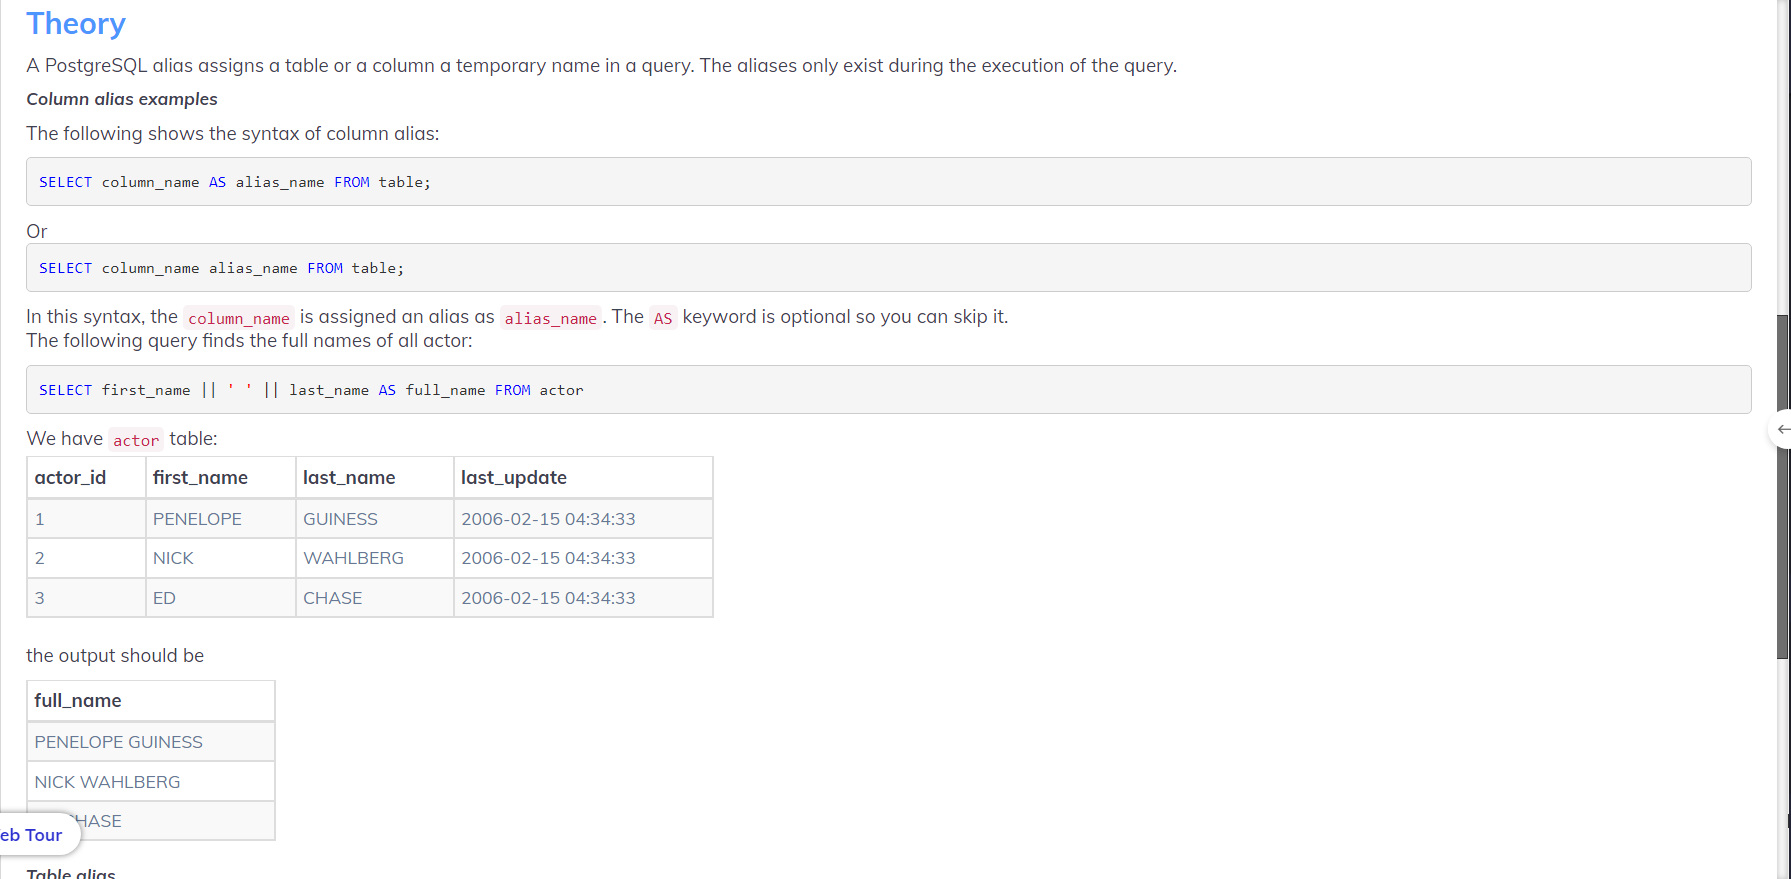 Theory
A PostgreSQL alias assigns a table or a column a temporary name in a query. The aliases only exist during the execution of the query.
Column alias examples
The following shows the syntax of column alias:
SELECT column_name AS alias_name FROM table;
Or
SELECT column_name alias_name FROM table;
In this syntax, the column_name is assigned an alias as alias_name. The AS keyword is optional so you can skip it.
The following query finds the full names of all actor:
SELECT first_name || ' ' || last_name AS full_name FROM actor
We have actor table:
actor_id first_name last_name last_update
1 PENELOPE GUINESS 2006-02-15 04:34:33
2 NICK WAHLBERG 2006-02-15 04:34:33
3 ED CHASE 2006-02-15 04:34:33
the output should be
full_name
PENELOPE GUINESS
NICK WAHLBERG
HASE
eb Tour
Table alias